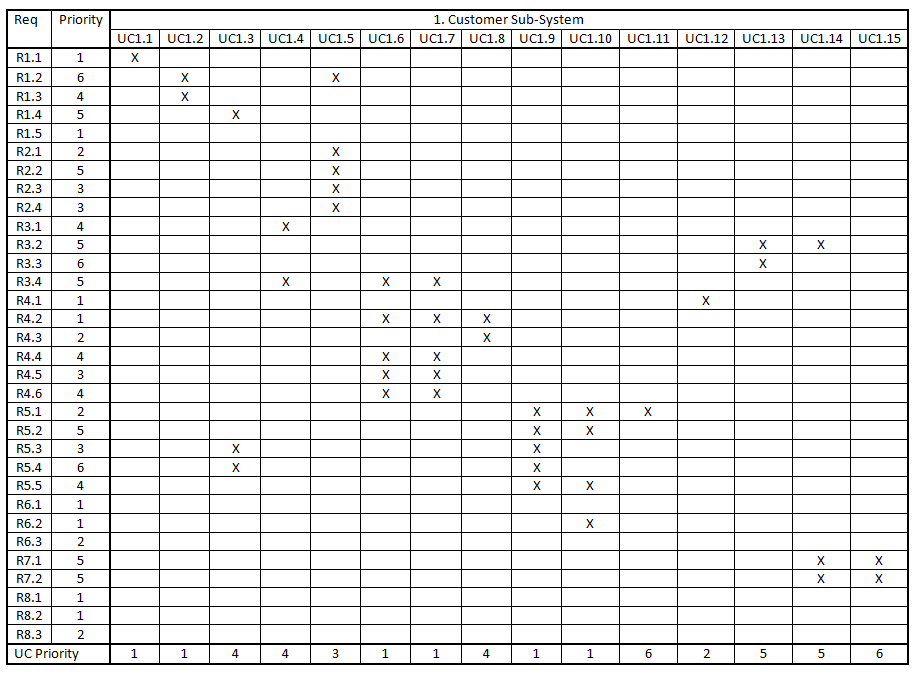 Req Priority 1. Customer Sub-System
UC1.1 UC1.2 UC1.3 UC1.4 UC1.5 UC1.6 UC1.7 UC1.8 UC1.9 UC1.10 UC1.11 UC1.12 UC1.13 UC1.14 UC1.15
R1.1 1 X
R1.2 6 X X
R1.3 4 X
R1.4 5 X
R1.5 1
R2.1 2 X
R2.2 5 X
R2.3 3 X
R2.4 3 X
R3.1 4 X
R3.2 5 X X
R3.3 6 X
R3.4 5 X X X
R4.1 1 X
R4.2 1 X X X
R4.3 2 X
R4.4 4 X X
R4.5 3 X X
R4.6 4 X X
R5.1 2 X X X
R5.2 5 X X
R5.3 3 X X
R5.4 6 X X
R5.5 4 X X
R6.1 1
R6.2 1 X
R6.3 2
R7.1 5 X X
R7.2 5 X X
R8.1 1
R8.2 1
R8.3 2
UC Priority 1 1 4 4 3 1 1 4 1 1 6 2 5 5 6